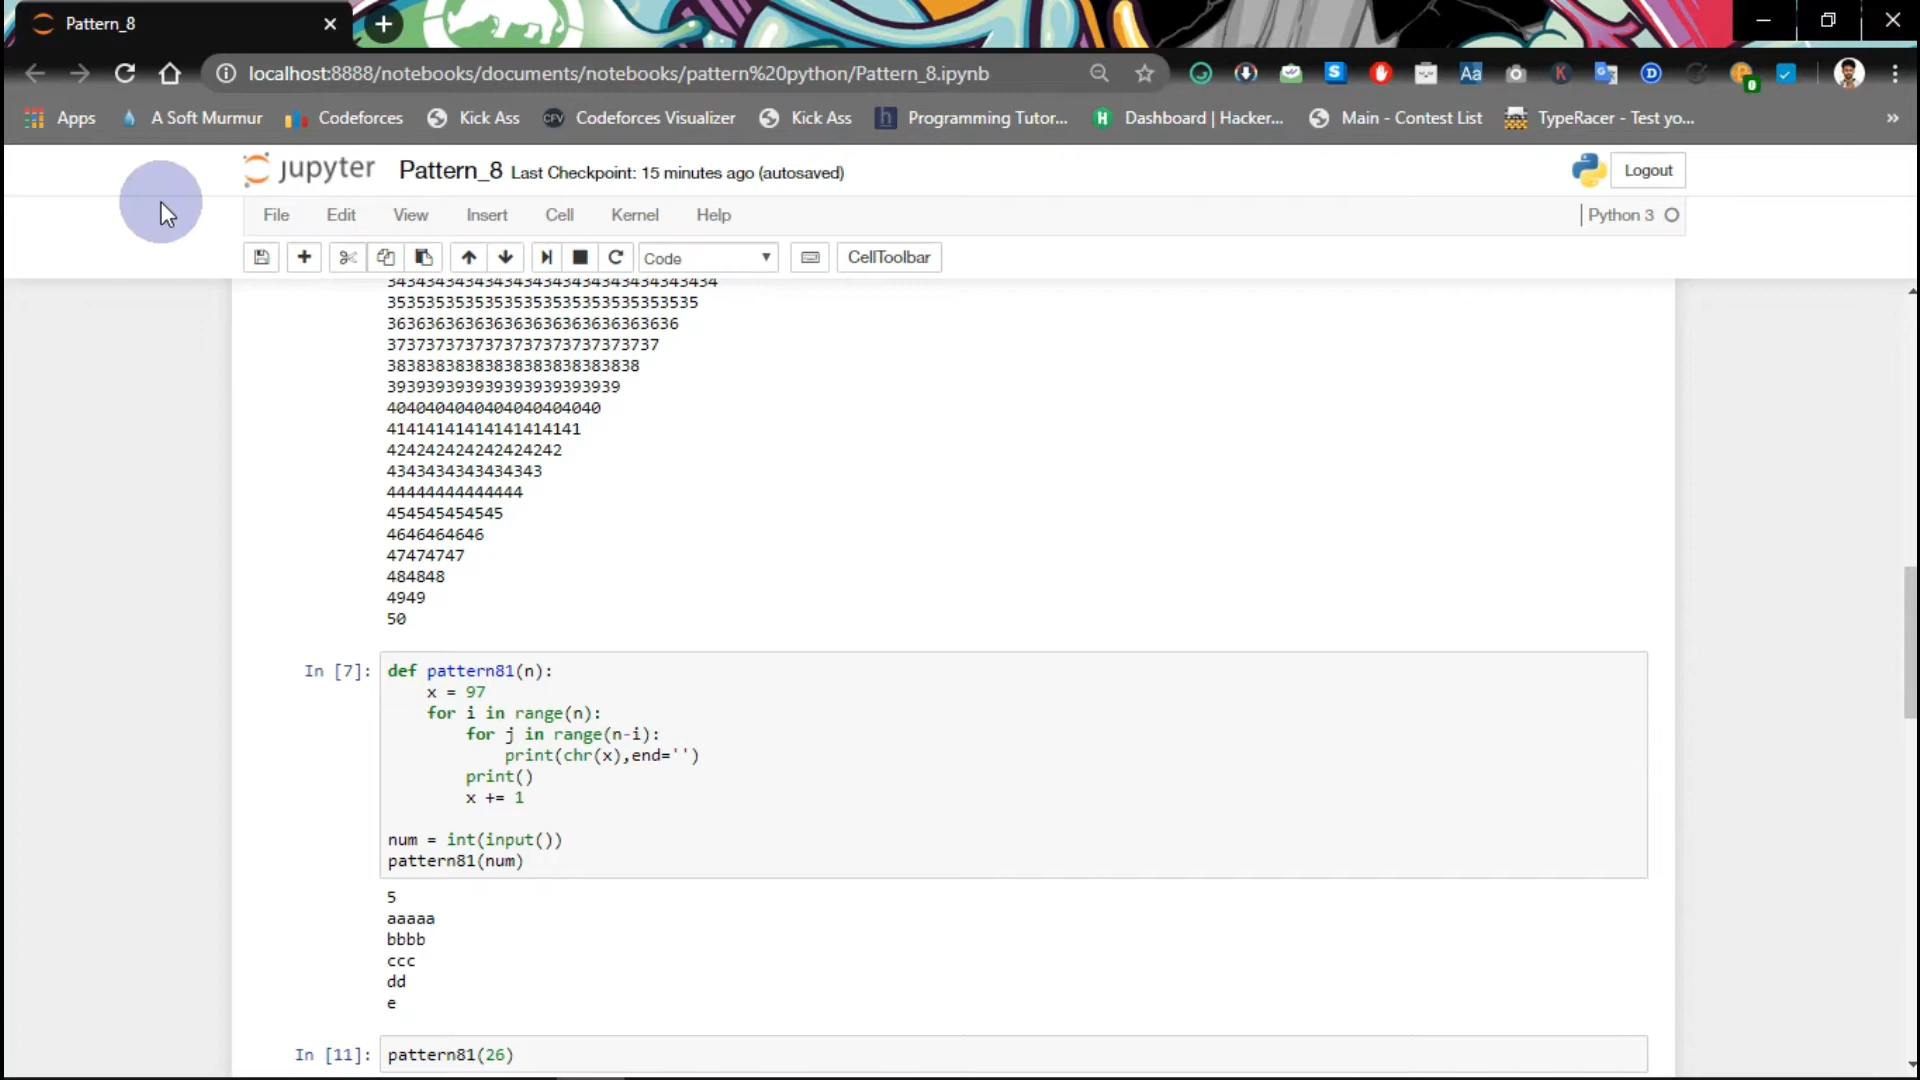 Pattern_8
localhost:8888/notebooks/documents/notebooks/pattern%20python/Pattern_8.ipynb
Apps A Soft Murmur Codeforces Kick Ass CFV Codeforces Visualizer Kick Ass h Programming Tutor... H Dashboard | Hacker... Main - Contest List TypeRacer - Test yo... »
jupyter Pattern_8 Last Checkpoint: 15 minutes ago (autosaved) Logout
File Edit View Insert Cell Kernel Help Python 3
Code CellToolbar
3434343434343434343434343434343434
35353535353535353535353535353535
363636363636363636363636363636
3737373737373737373737373737
38383838383838383838383838
393939393939393939393939
4040404040404040404040
41414141414141414141
424242424242424242
4343434343434343
44444444444444
454545454545
4646464646
47474747
484848
4949
50
In [7]: def pattern81(n):
x = 97
for i in range(n):
for j in range(n-i):
print(chr(x),end='')
print()
x += 1
num = int(input())
pattern81(num)
5
aaaaa
bbbb
ccc
dd
e
In [11]: pattern81(26)